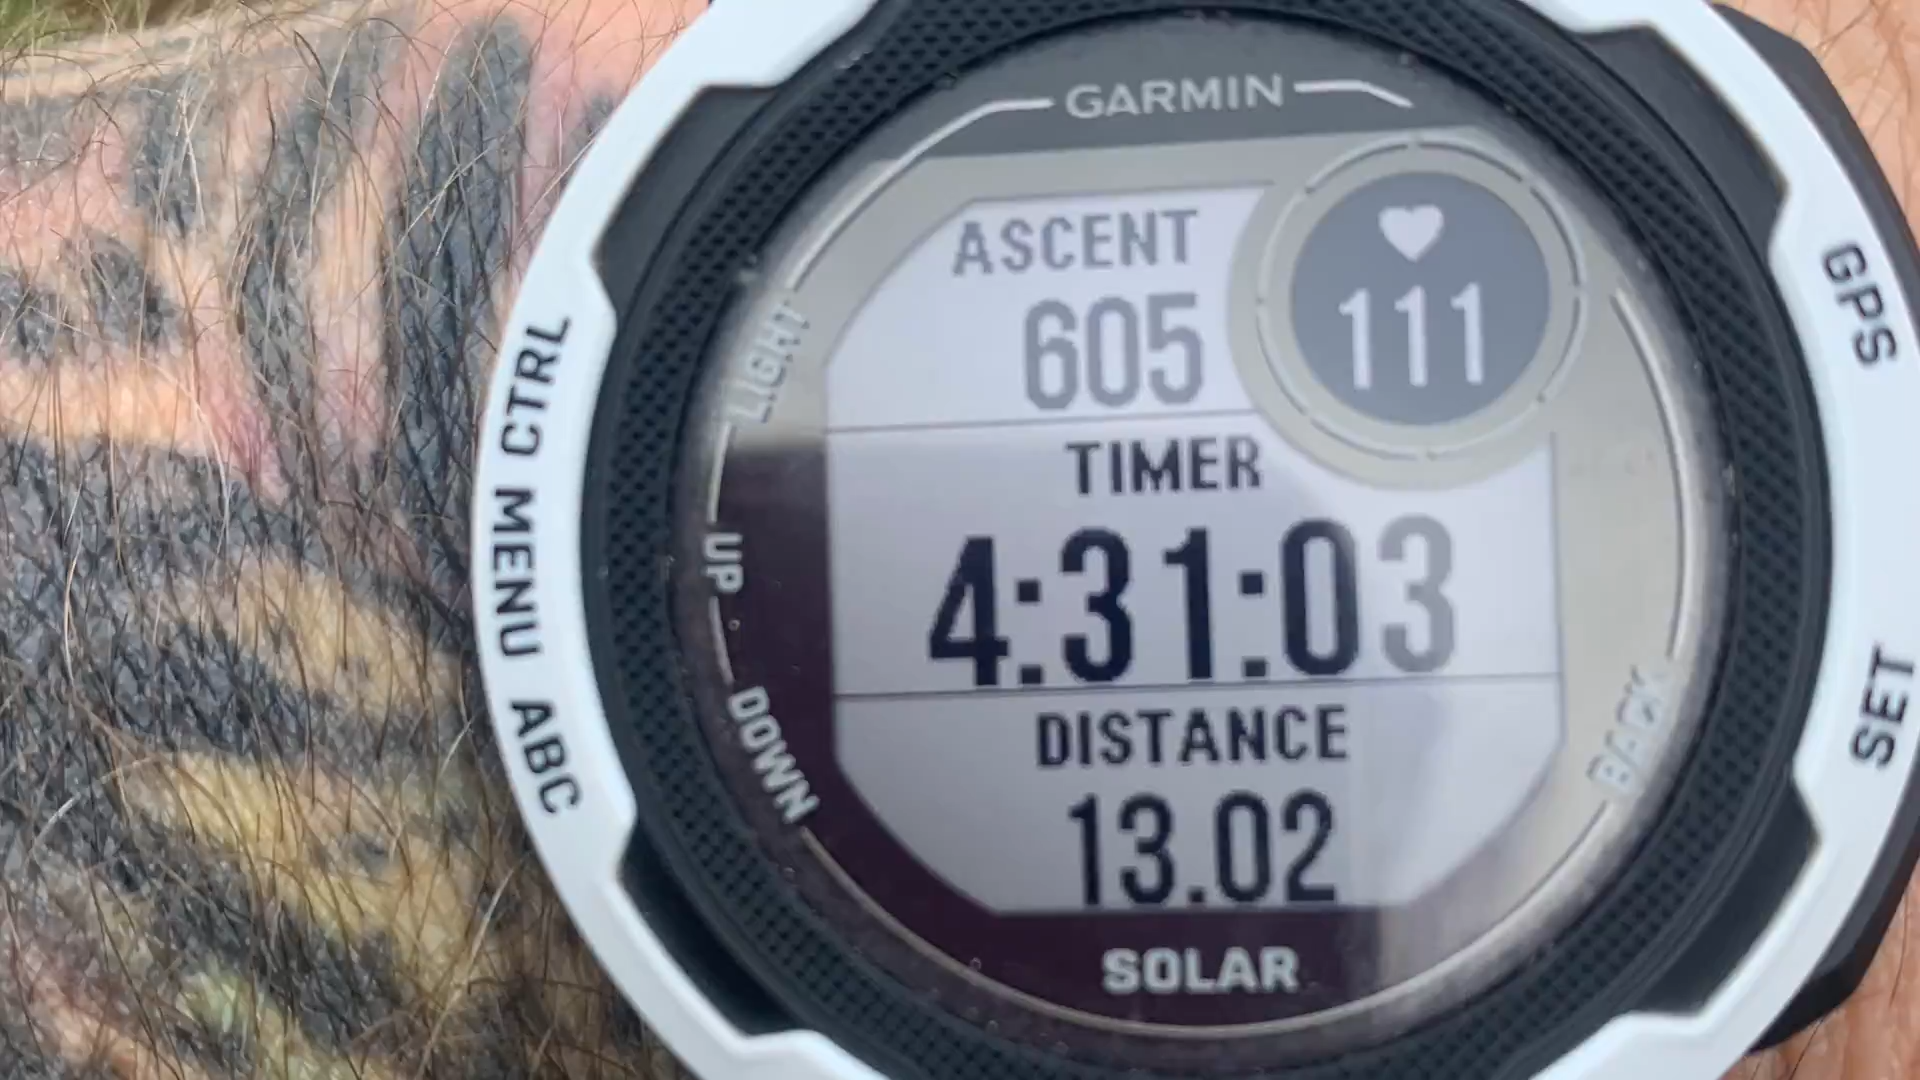 GARMIN
ASCENT
605
111
TIMER
4:31:03
DISTANCE
13.02
SOLAR
LIGHT
CTRL
UP
MENU
DOWN
ABC
GPS
BACK
SET